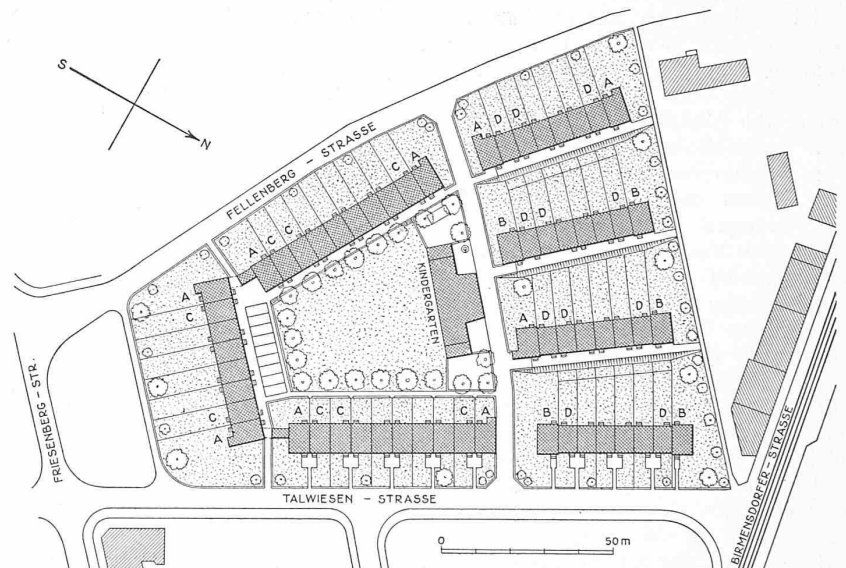 S
N
FELLENBERG - STRASSE
A D D D A
A C C C A
B D D D B
KINDERGARTEN
A C C A
A D D D B
A C C C A
B D D B
FRIESENBERG - STR.
TALWIESEN - STRASSE
BIRMENSDORFER - STRASSE
0 50 m